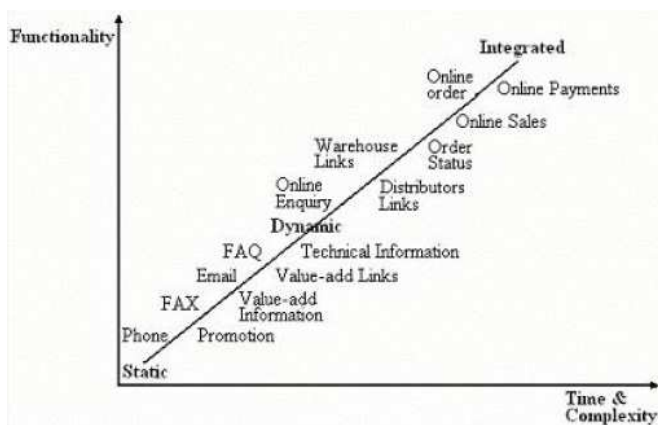 Functionality
Integrated
Online
order
Online Payments
Online Sales
Warehouse
Links
Order
Status
Online
Enquiry
Distributors
Links
Dynamic
FAQ
Technical Information
Email
Value-add Links
FAX
Value-add
Information
Phone
Promotion
Static
Time &
Complexity